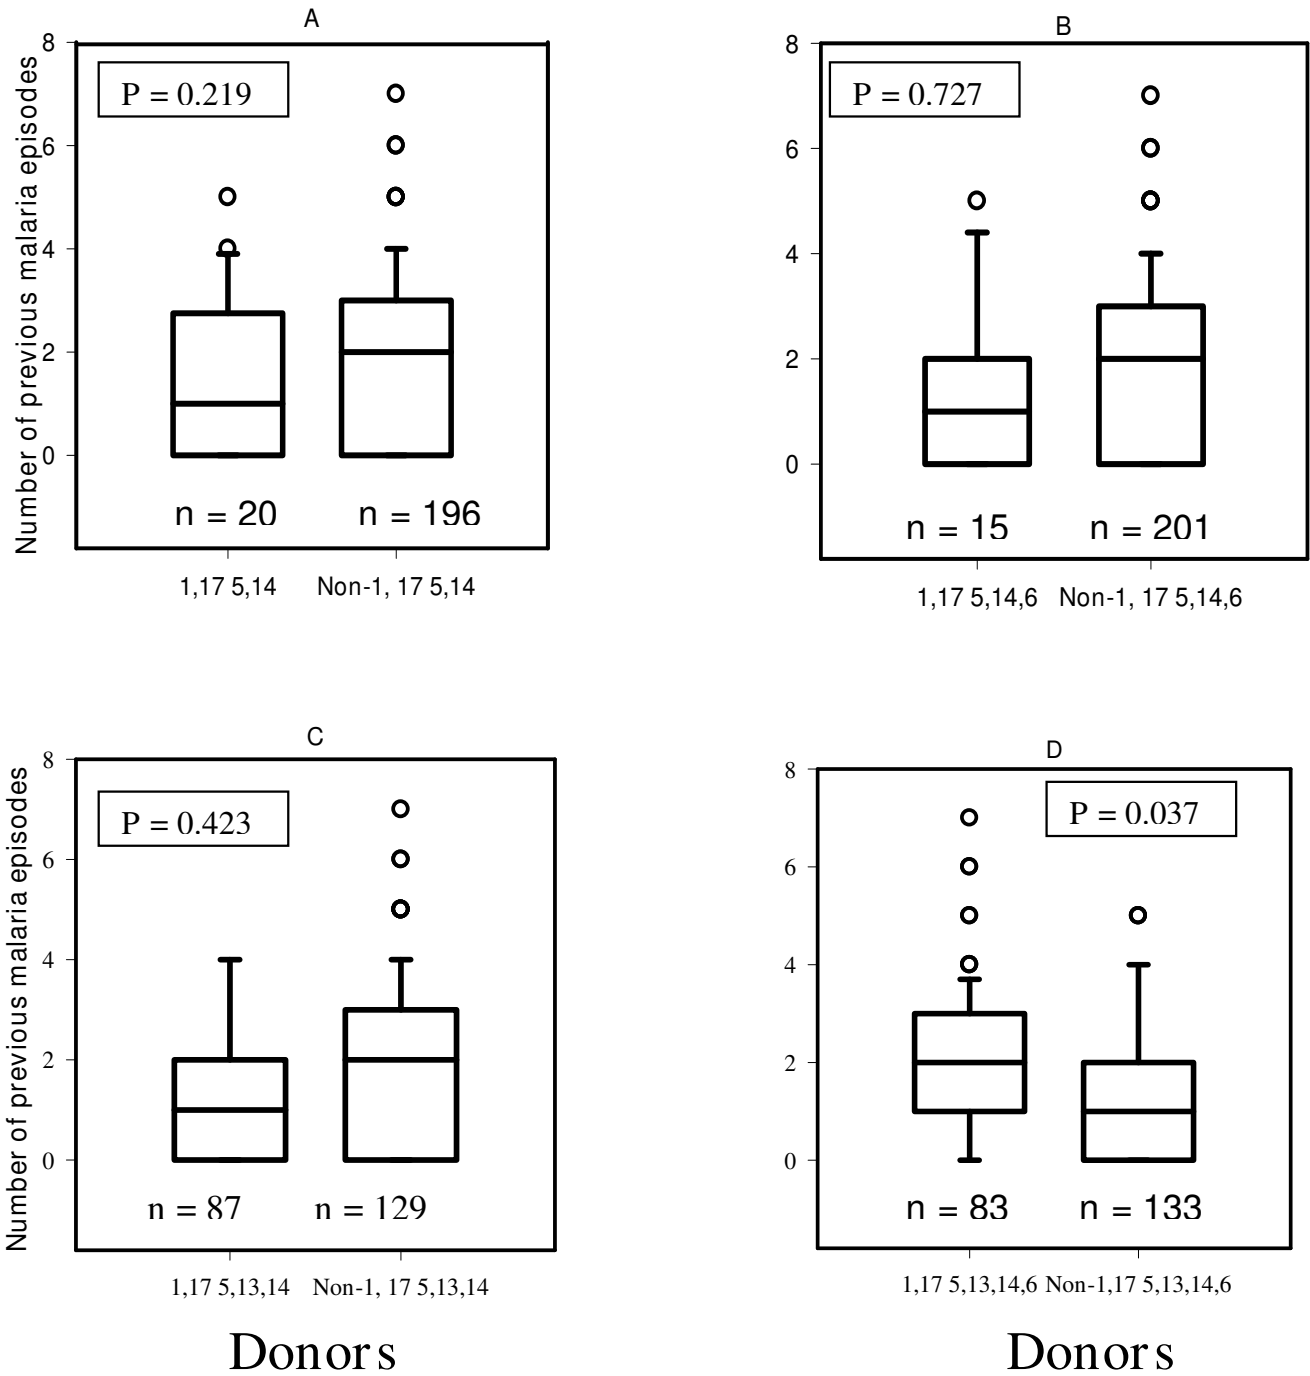 A
Number of previous malaria episodes
8
6
4
2
0
P = 0.219
n = 20
n = 196
1,17 5,14
Non-1, 17 5,14
B
8
6
4
2
0
P = 0.727
n = 15
n = 201
1,17 5,14,6
Non-1, 17 5,14,6
C
Number of previous malaria episodes
8
6
4
2
0
P = 0.423
n = 87
n = 129
1,17 5,13,14
Non-1, 17 5,13,14
Donors
D
8
6
4
2
0
P = 0.037
n = 83
n = 133
1,17 5,13,14,6
Non-1,17 5,13,14,6
Donors